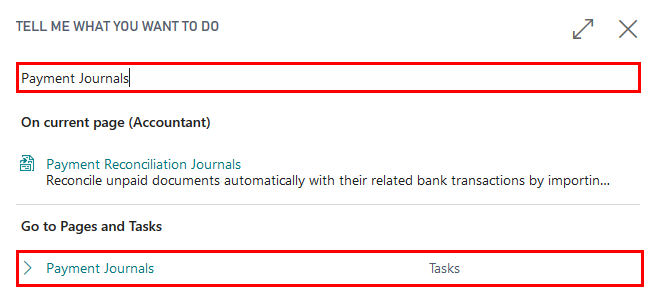 TELL ME WHAT YOU WANT TO DO
Payment Journals
On current page (Accountant)
Payment Reconciliation Journals
Reconcile unpaid documents automatically with their related bank transactions by importin...
Go to Pages and Tasks
Payment Journals Tasks